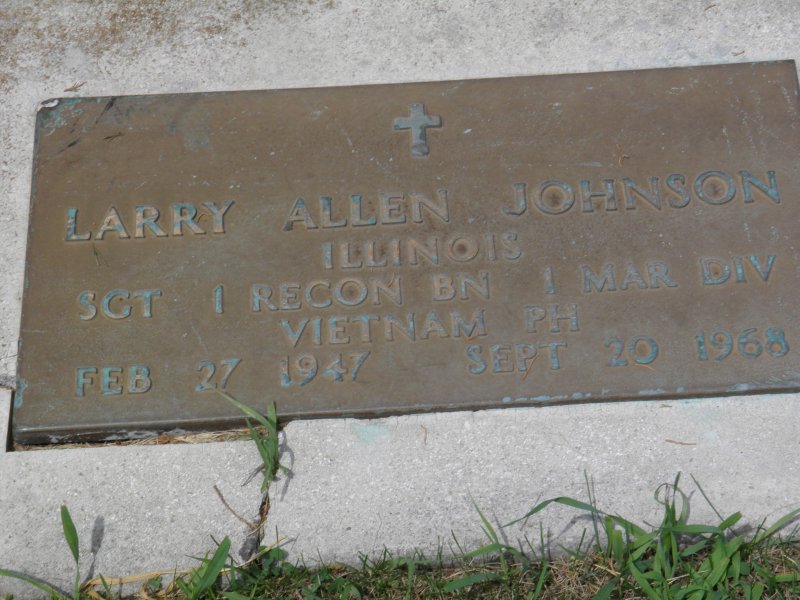 LARRY ALLEN JOHNSON
ILLINOIS
SGT 1 RECON BN 1 MAR DIV
VIETNAM PH
FEB 27 1947 SEPT 20 1968